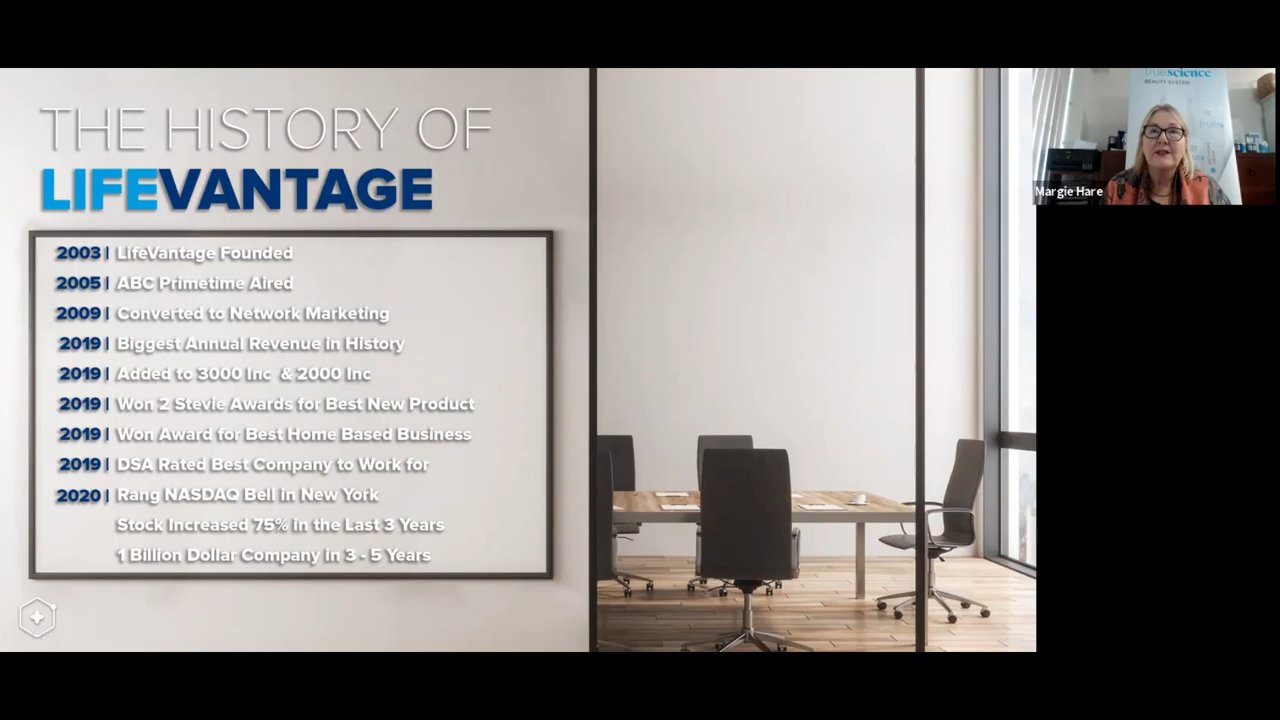 THE HISTORY OF
LIFEVANTAGE
2003 | LifeVantage Founded
2005 | ABC Primetime Aired
2009 | Converted to Network Marketing
2019 | Biggest Annual Revenue in History
2019 | Added to 3000 Inc & 2000 Inc
2019 | Won 2 Stevie Awards for Best New Product
2019 | Won Award for Best Home Based Business
2019 | DSA Rated Best Company to Work for
2020 | Rang NASDAQ Bell in New York
Stock Increased 75% in the Last 3 Years
1 Billion Dollar Company in 3 - 5 Years
truescience
BEAUTY SYSTEM
Margie Hare